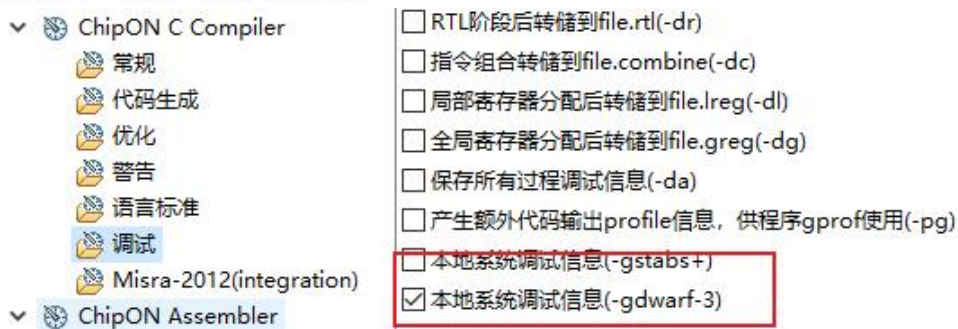 ChipON C Compiler
常规
代码生成
优化
警告
语言标准
调试
Misra-2012(integration)
ChipON Assembler
RTL阶段后转储到file.rtl(-dr)
指令组合转储到file.combine(-dc)
局部寄存器分配后转储到file.lreg(-dl)
全局寄存器分配后转储到file.greg(-dg)
保存所有过程调试信息(-da)
产生额外代码输出profile信息，供程序gprof使用(-pg)
本地系统调试信息(-gstabs+)
本地系统调试信息(-gdwarf-3)